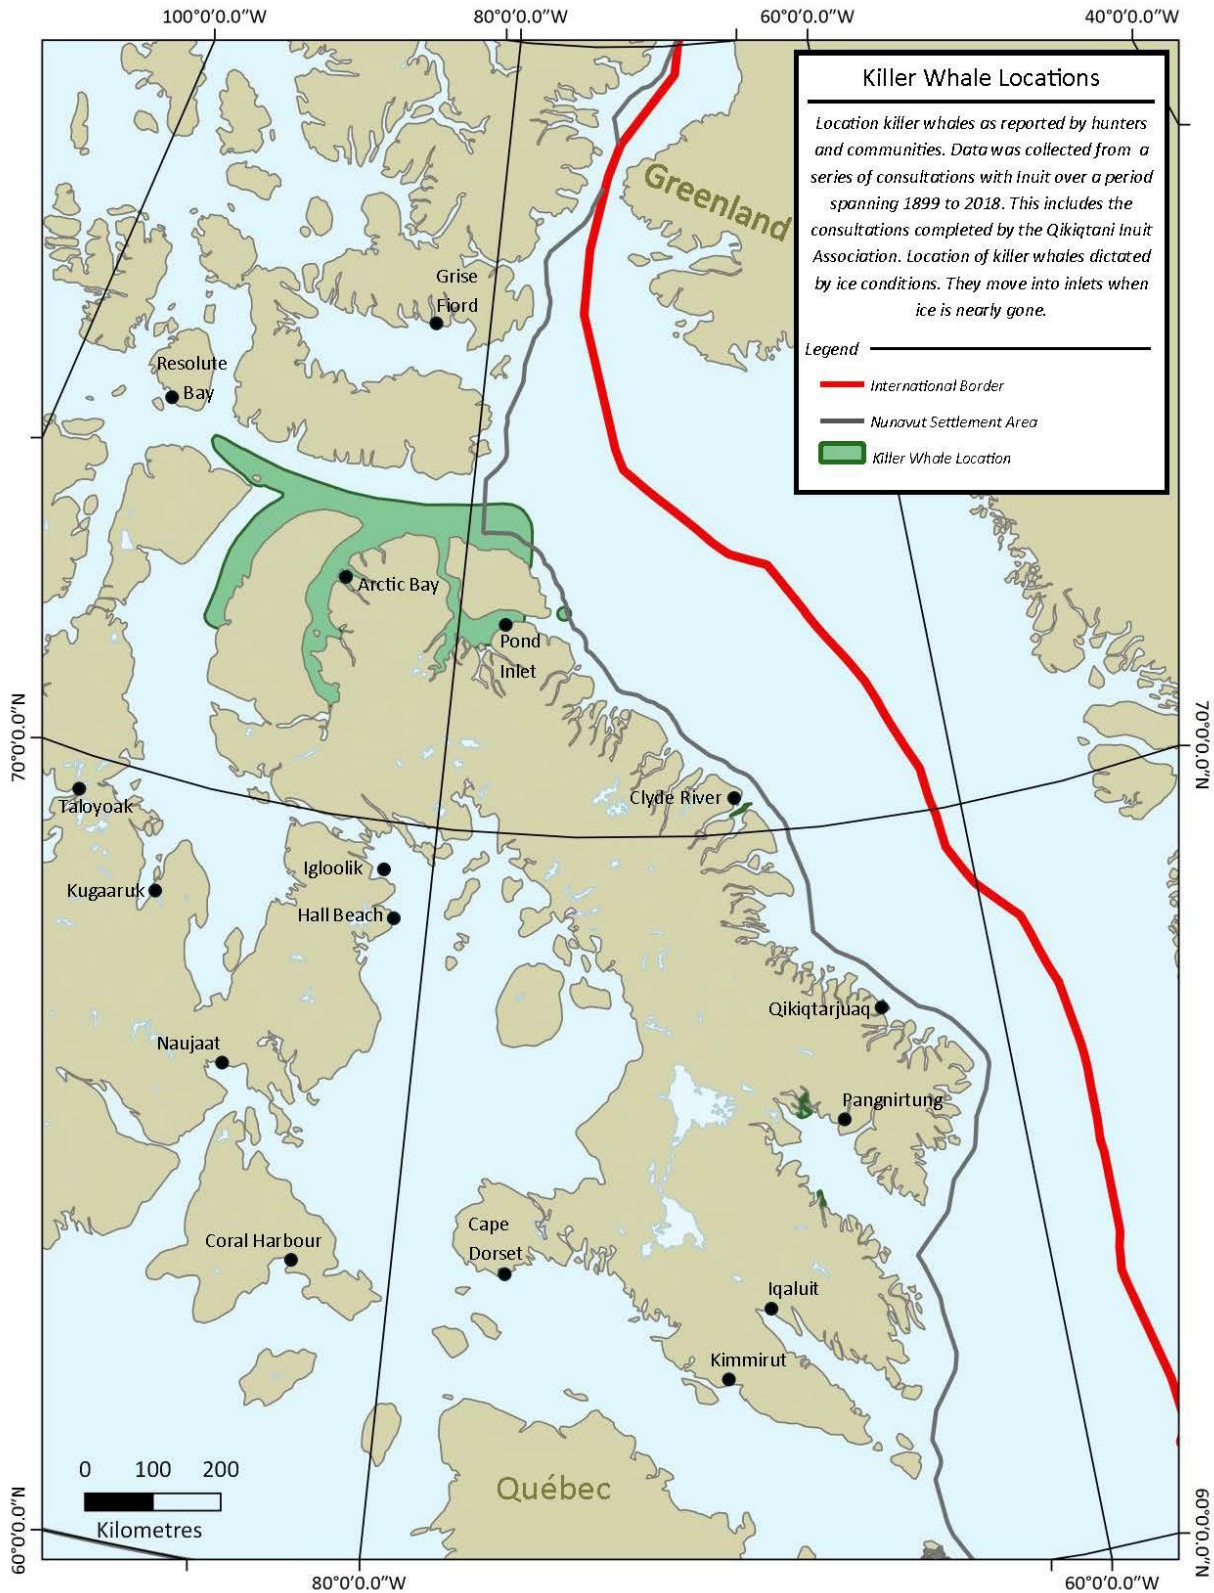 100°0'0.0"W
80°0'0.0"W
60°0'0.0"W
40°0'0.0"W
Killer Whale Locations
Location killer whales as reported by hunters
and communities. Data was collected from a
series of consultations with Inuit over a period
spanning 1899 to 2018. This includes the
consultations completed by the Qikiqtani Inuit
Association. Location of killer whales dictated
by ice conditions. They move into inlets when
ice is nearly gone.
Legend
International Border
Nunavut Settlement Area
Killer Whale Location
Greenland
Grise
Fiord
Resolute
Bay
Arctic Bay
Pond
Inlet
70°0'0.0"N
70°0'0.0"N
Taloyoak
Clyde River
Igloolik
Kugaaruk
Hall Beach
Qikiqtarjuaq
Naujaat
Pangnirtung
Coral Harbour
Cape
Dorset
Iqaluit
Kimmirut
Québec
0 100 200
Kilometres
60°0'0.0"N
60°0'0.0"N
80°0'0.0"W
60°0'0.0"W